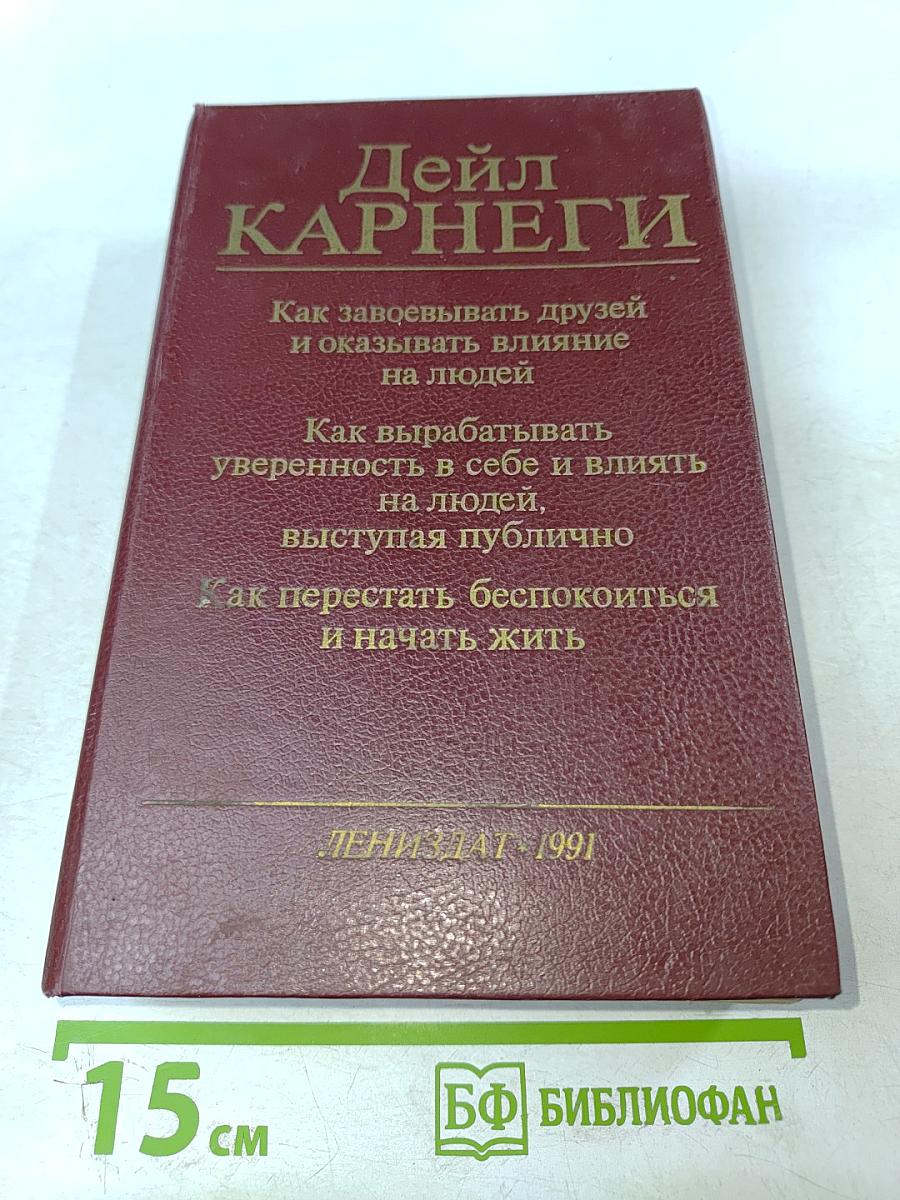 Дейл
КАРНЕГИ
Как завоевывать друзей
и оказывать влияние
на людей
Как вырабатывать
уверенность в себе и влиять
на людей,
выступая публично
Как перестать беспокоиться
и начать жить
ЛЕНИЗДАТ · 1991
15 см
БФ БИБЛИОФАН